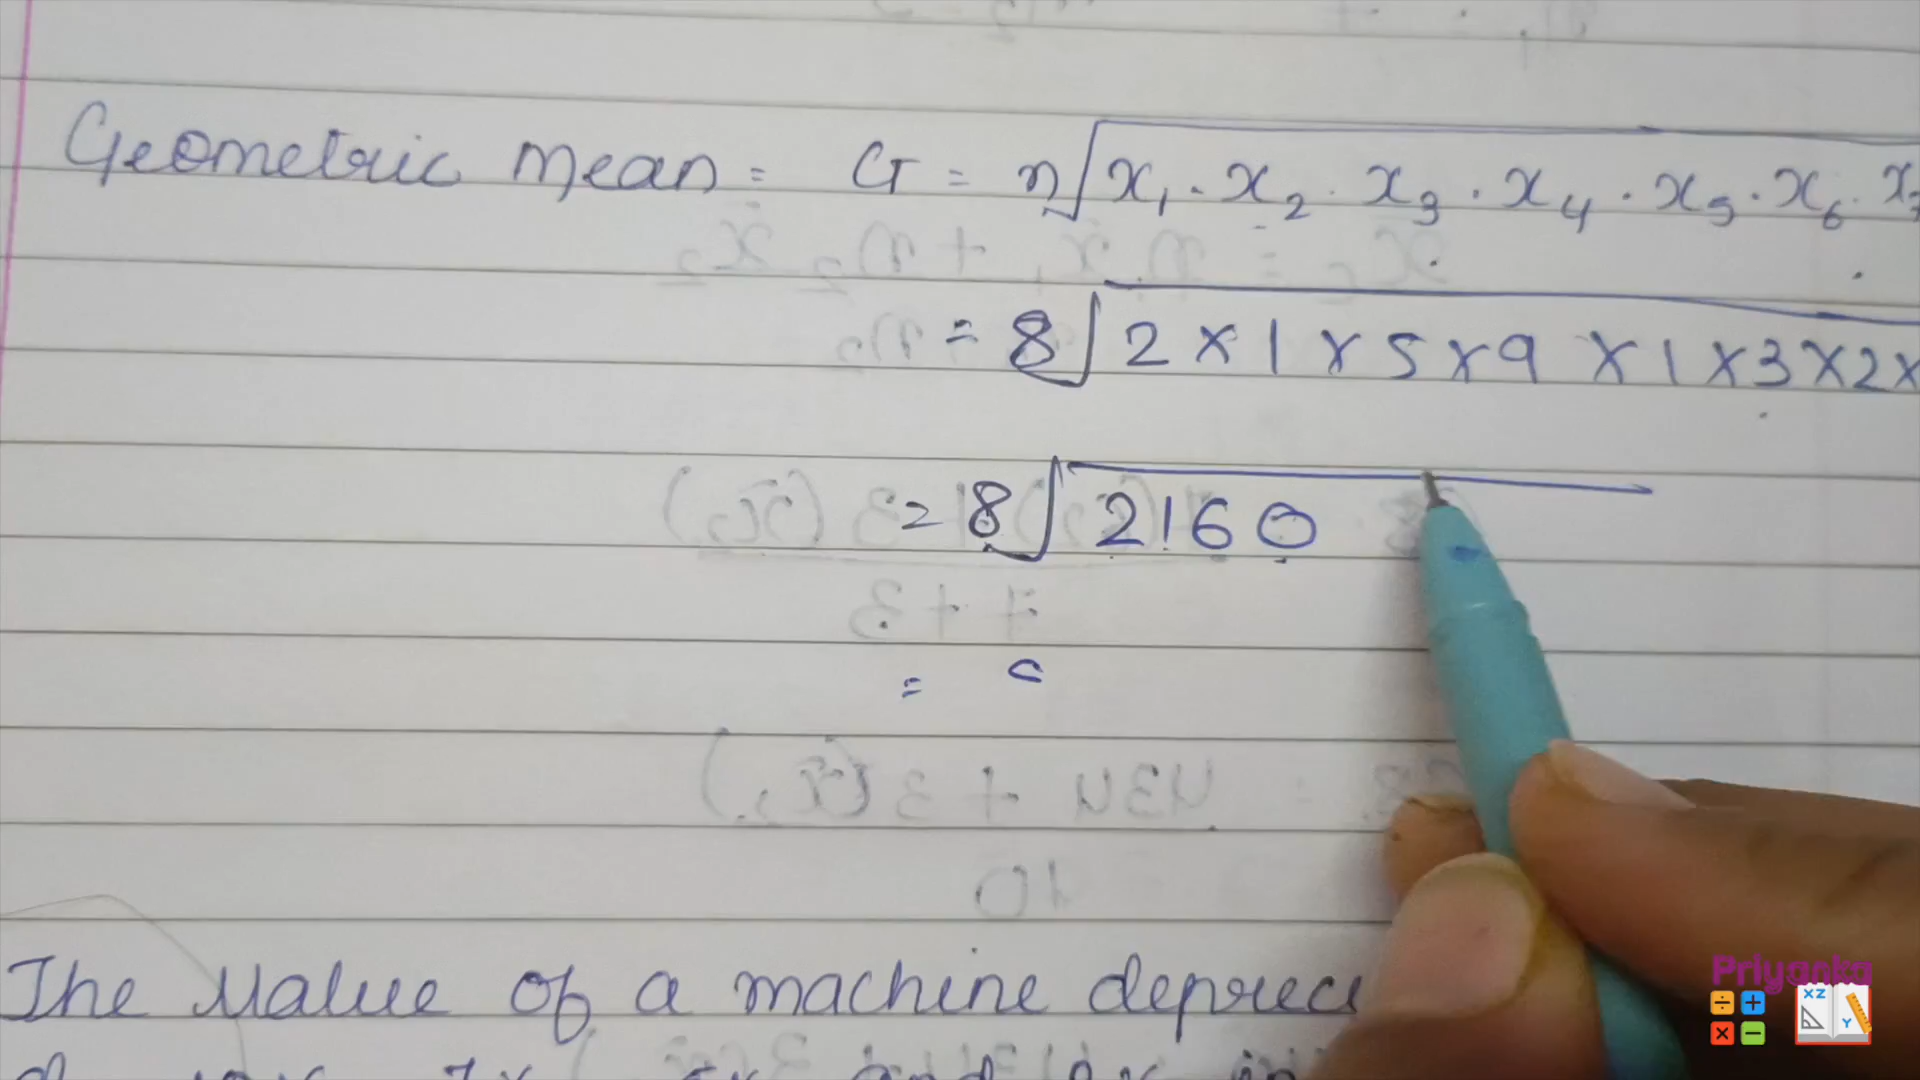 Geometric mean = G = n√x₁ . x₂ . x₃ . x₄ . x₅ . x₆ . x₇
= 8√2 × 1 × 5 × 9 × 1 × 3 × 2 ×
= 8√2160
=
The value of a machine deprec
Priyanka